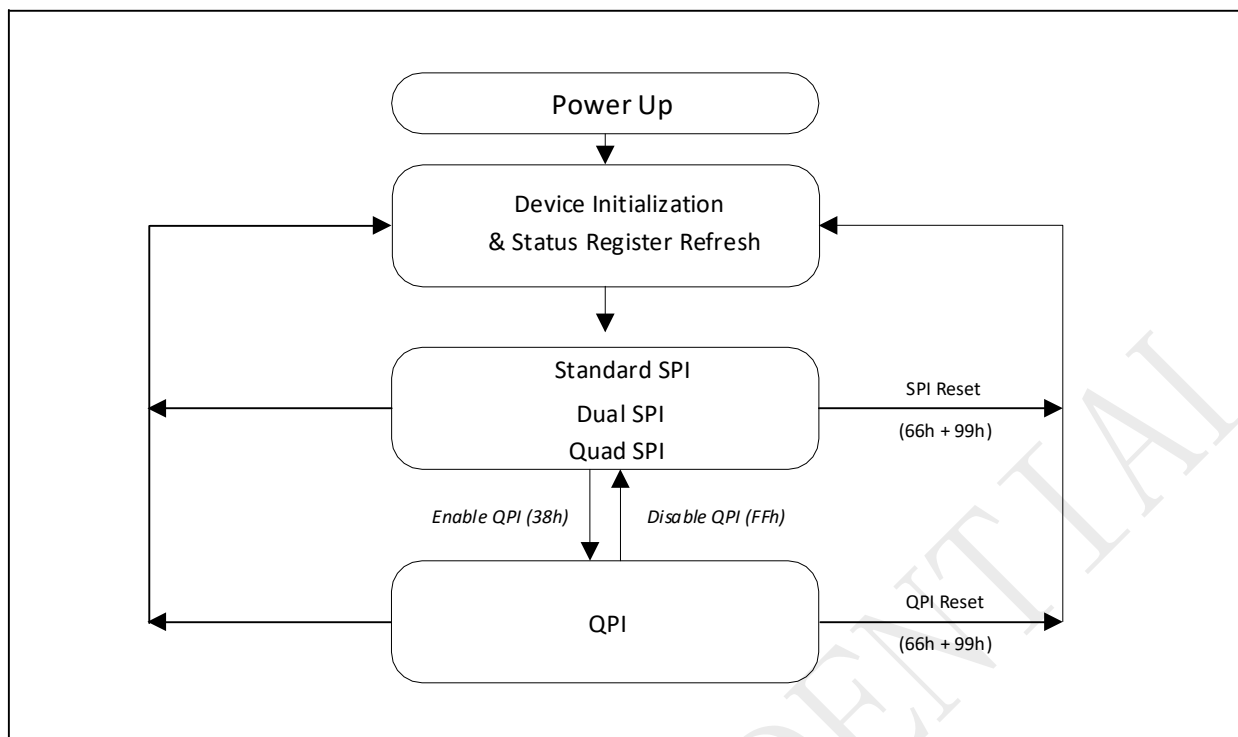 Power Up
Device Initialization
& Status Register Refresh
Standard SPI
Dual SPI
Quad SPI
SPI Reset
(66h + 99h)
Enable QPI (38h)
Disable QPI (FFh)
QPI
QPI Reset
(66h + 99h)
DENTIAL